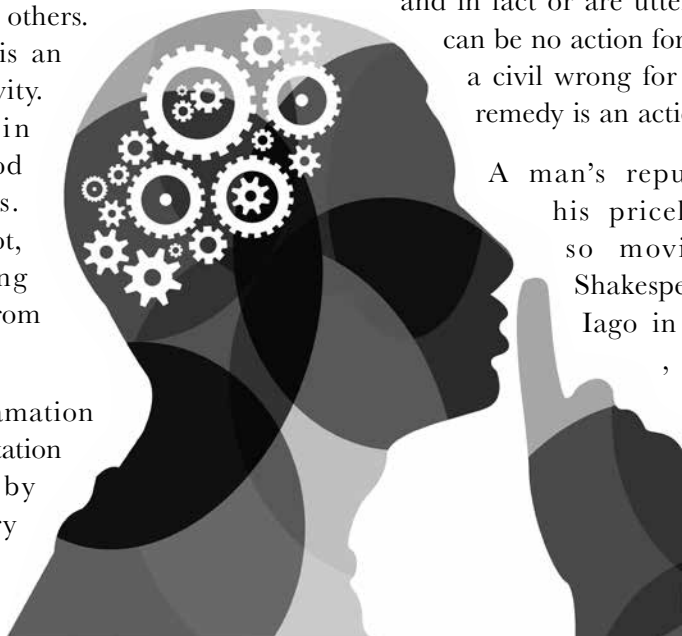 others.
is an
vity.
in
od
s.
ot,
ng
rom
amation
tation
by
ry
and in fact or are utte
can be no action for
a civil wrong for
remedy is an actio
A man's repu
his pricel
so movi
Shakespe
Iago in
,